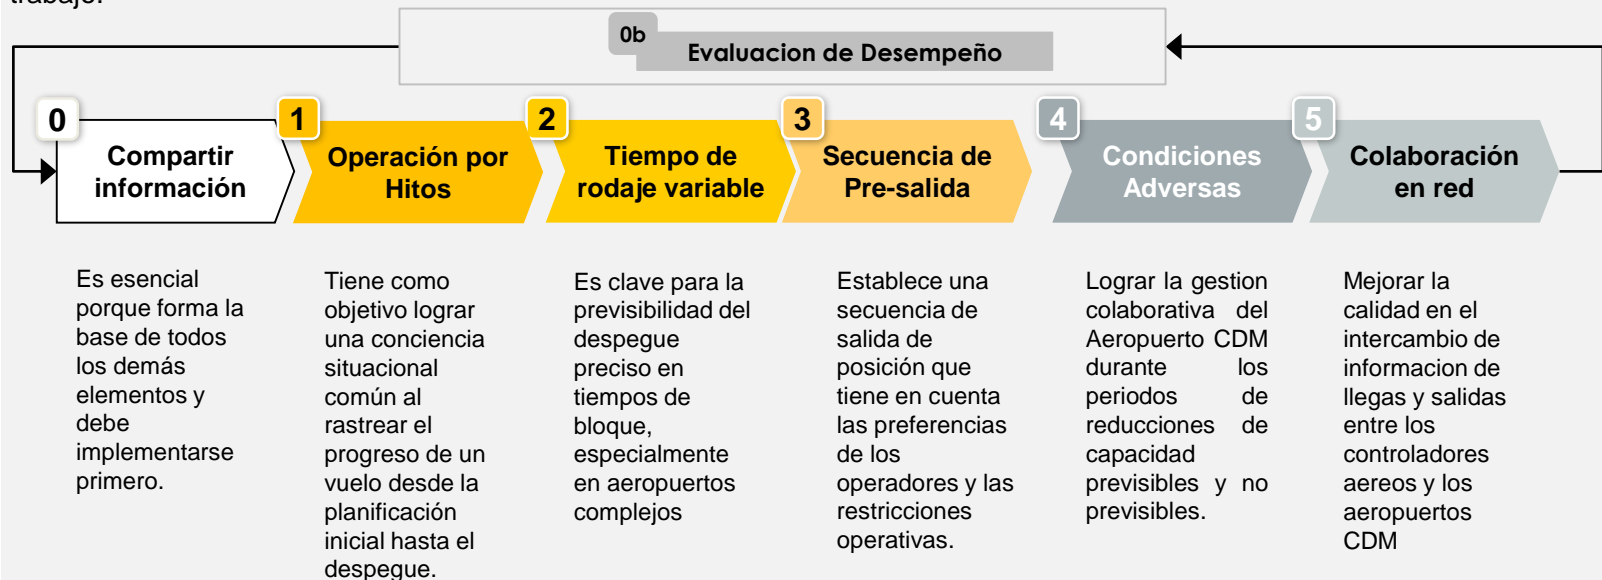 trabajo.
0b
Evaluacion de Desempeño
0
Compartir
información
1
Operación por
Hitos
2
Tiempo de
rodaje variable
3
Secuencia de
Pre-salida
4
Condiciones
Adversas
5
Colaboración
en red
Es esencial
porque forma la
base de todos
los demás
elementos y
debe
implementarse
primero.
Tiene como
objetivo lograr
una conciencia
situacional
común al
rastrear el
progreso de un
vuelo desde la
planificación
inicial hasta el
despegue.
Es clave para la
previsibilidad del
despegue
preciso en
tiempos de
bloque,
especialmente
en aeropuertos
complejos
Establece una
secuencia de
salida de
posición que
tiene en cuenta
las preferencias
de los
operadores y las
restricciones
operativas.
Lograr la gestion
colaborativa del
Aeropuerto CDM
durante los
periodos de
reducciones de
capacidad
previsibles y no
previsibles.
Mejorar la
calidad en el
intercambio de
informacion de
llegas y salidas
entre los
controladores
aereos y los
aeropuertos
CDM